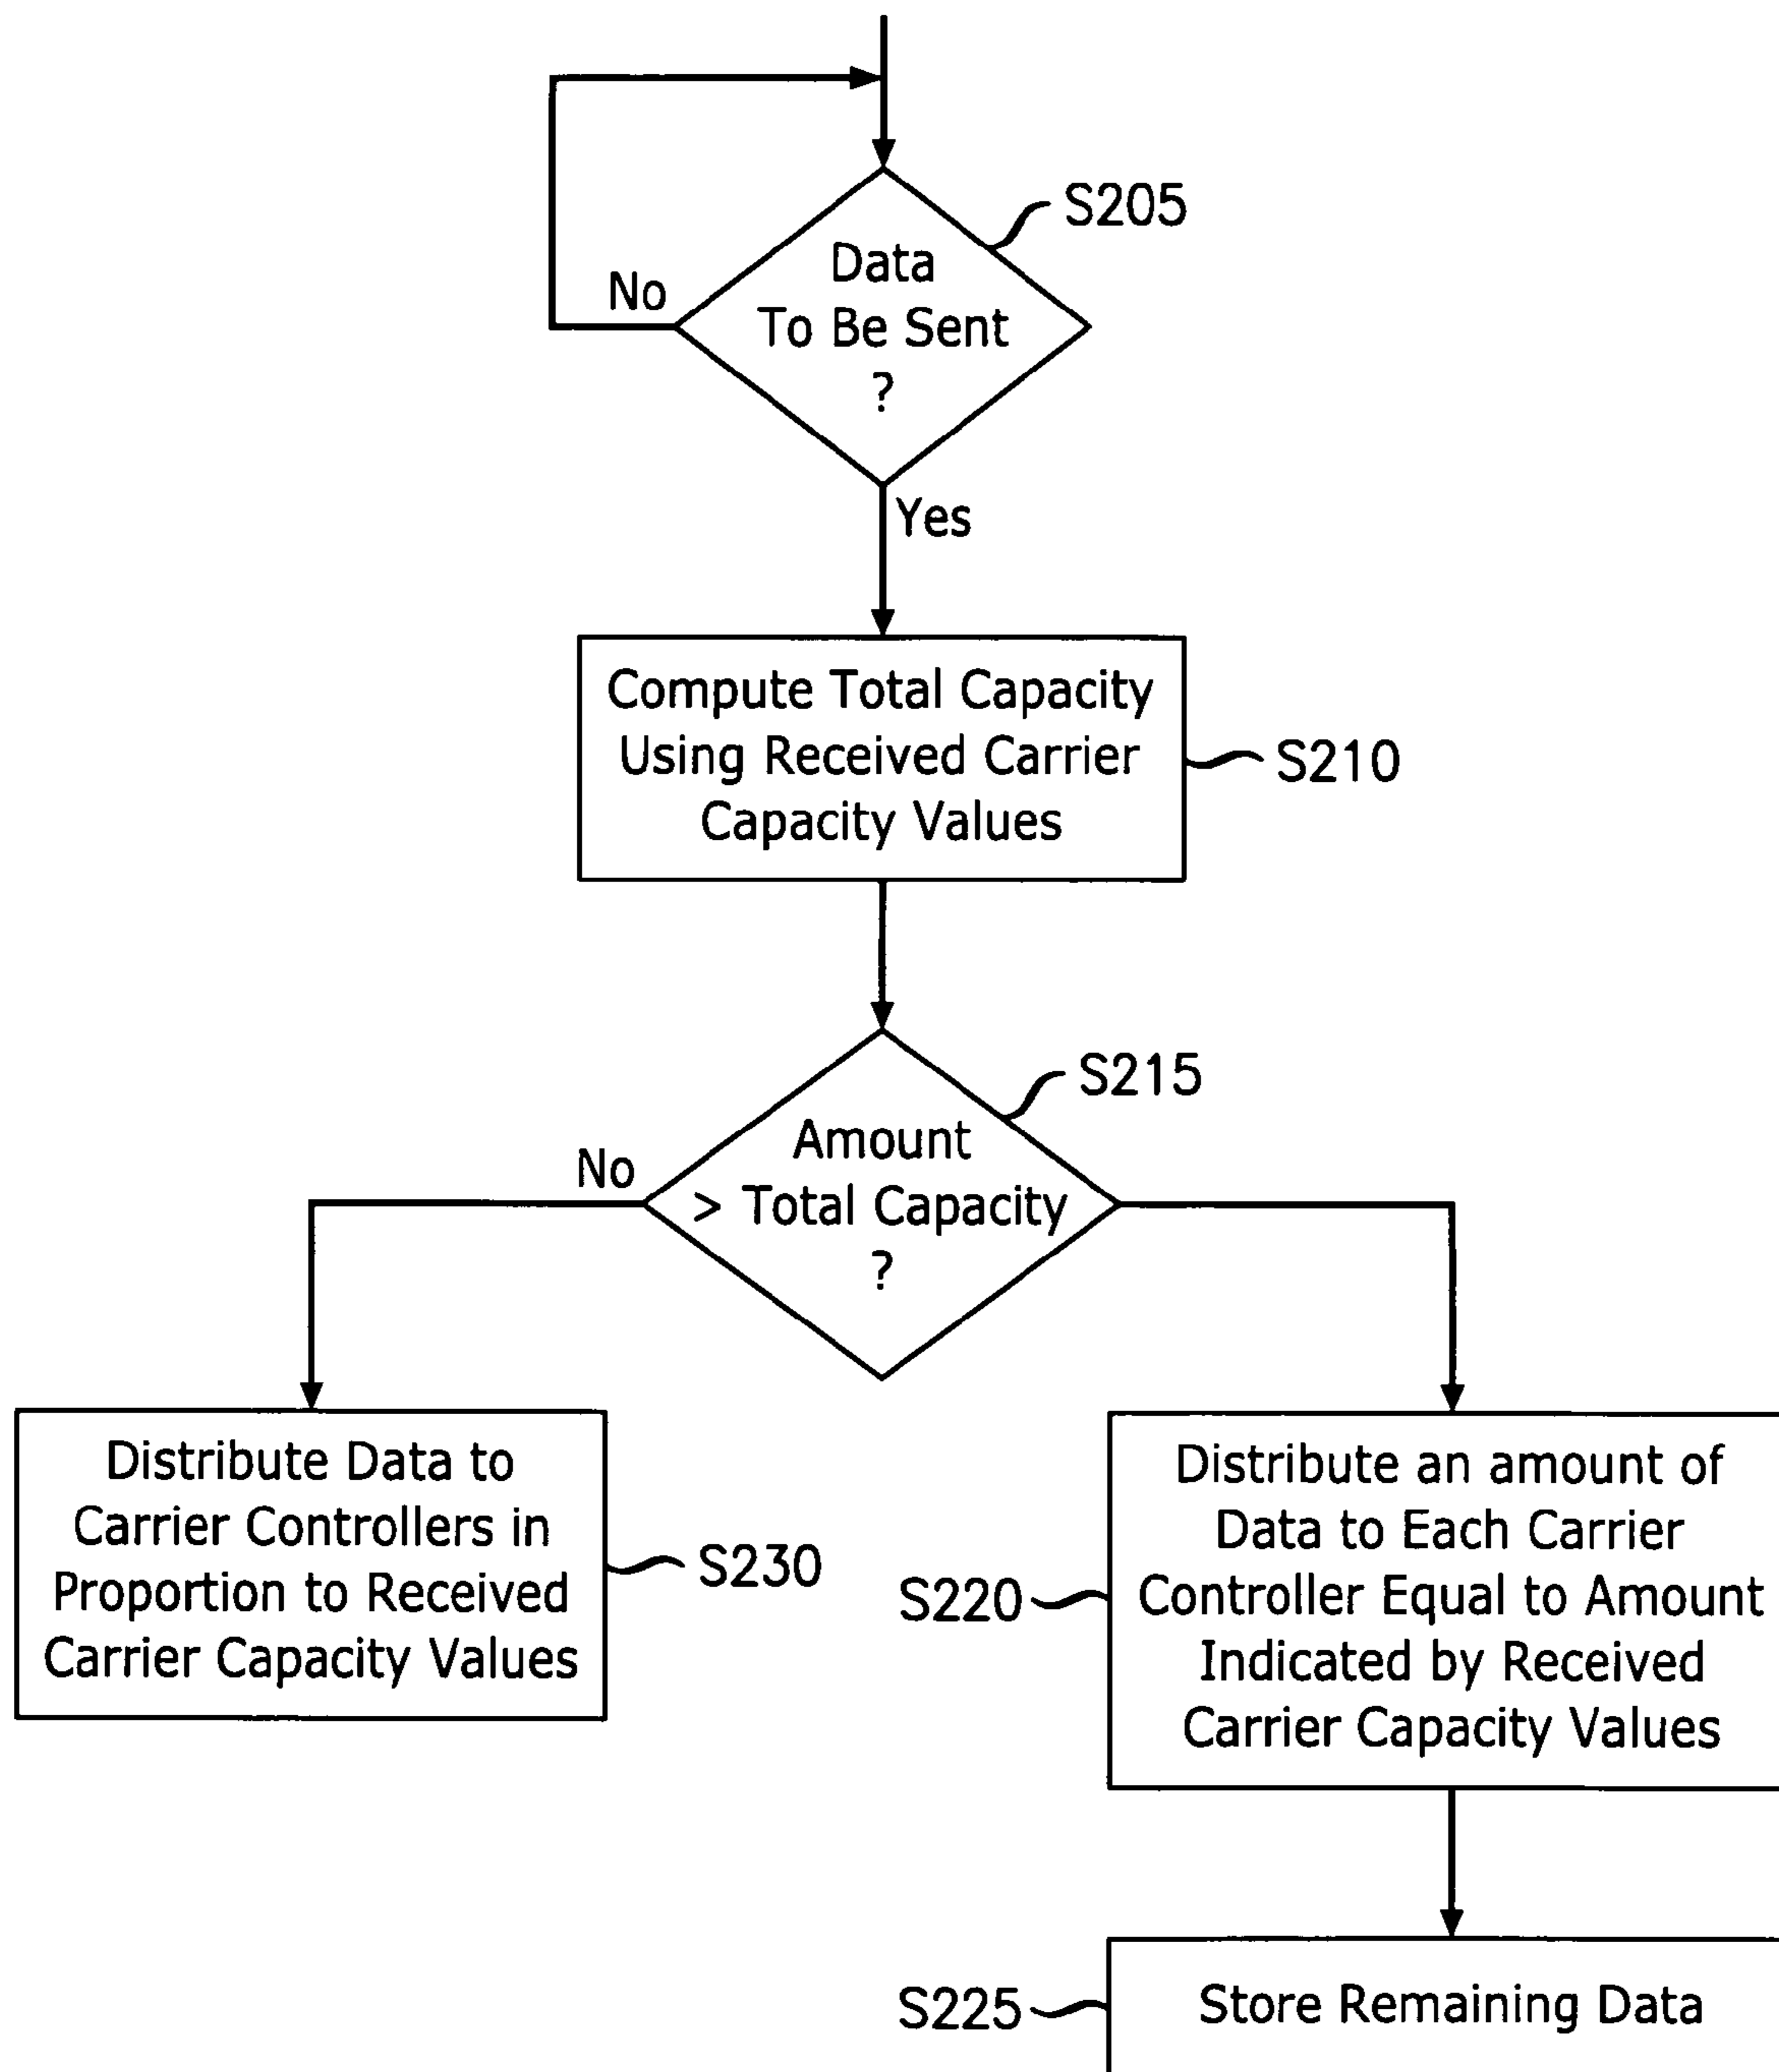 S205
Data
To Be Sent
?
No
Yes
Compute Total Capacity
Using Received Carrier
Capacity Values
S210
S215
Amount
> Total Capacity
?
No
Distribute Data to
Carrier Controllers in
Proportion to Received
Carrier Capacity Values
S230
Distribute an amount of
Data to Each Carrier
Controller Equal to Amount
Indicated by Received
Carrier Capacity Values
S220
Store Remaining Data
S225